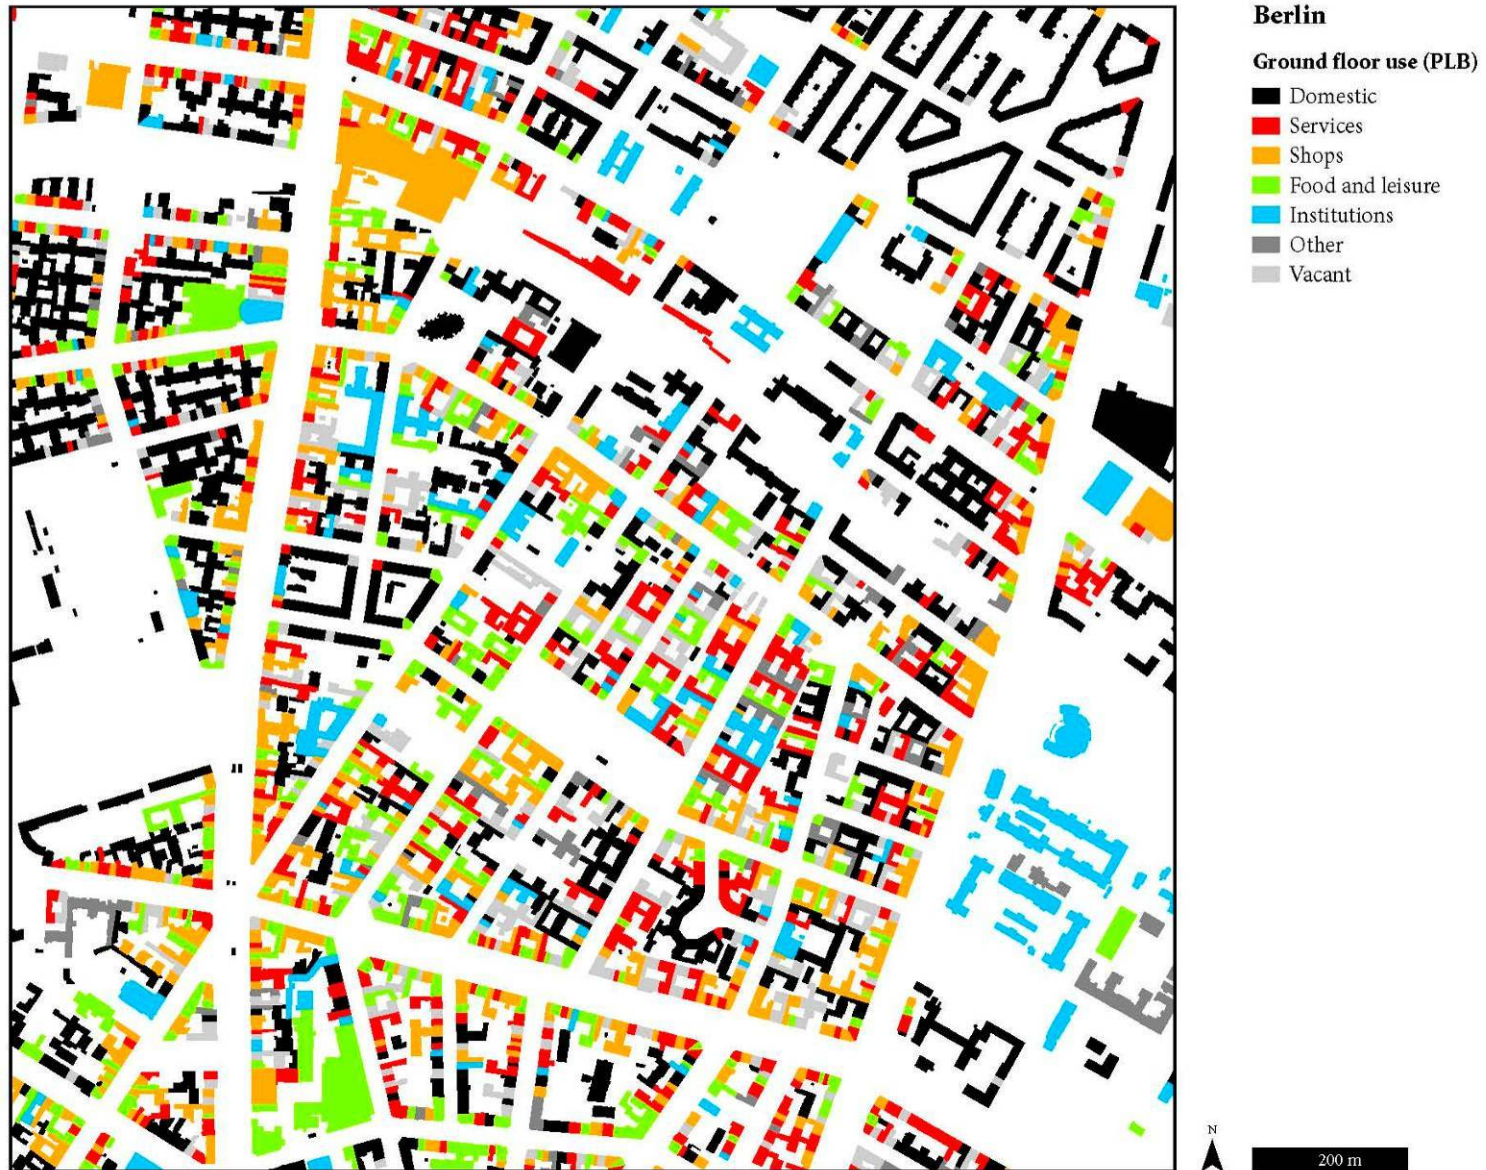 Berlin
Ground floor use (PLB)
Domestic
Services
Shops
Food and leisure
Institutions
Other
Vacant
N
200 m